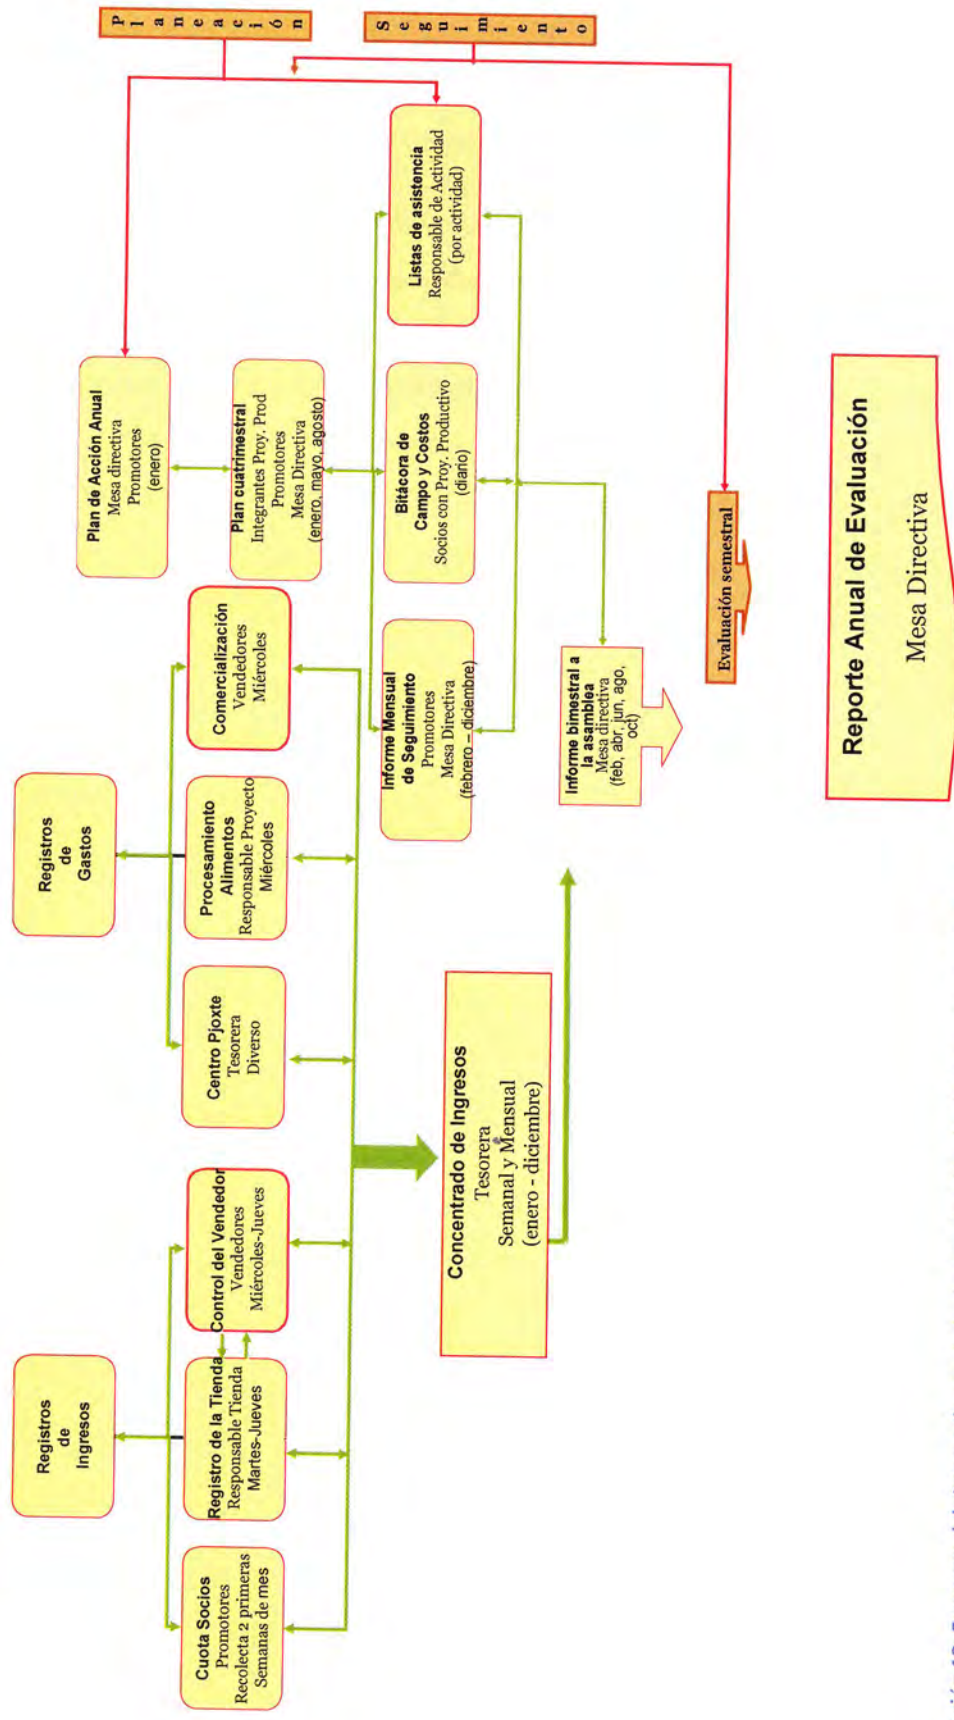 Registros
de
Ingresos
Cuota Socios
Promotores
Recolecta 2 primeras
Semanas de mes
Registro de la Tienda
Responsable Tienda
Martes-Jueves
Control del Vendedor
Vendedores
Miércoles-Jueves
Registros
de
Gastos
Centro Pjoxte
Tesorera
Diverso
Procesamiento
Alimentos
Responsable Proyecto
Miércoles
Comercialización
Vendedores
Miércoles
Concentrado de Ingresos
Tesorera
Semanal y Mensual
(enero - diciembre)
Planeación
Seguimiento
Plan de Acción Anual
Mesa directiva
Promotores
(enero)
Plan cuatrimestral
Integrantes Proy. Prod
Promotores
Mesa Directiva
(enero, mayo, agosto)
Informe Mensual
de Seguimiento
Promotores
Mesa Directiva
(febrero – diciembre)
Bitácora de
Campo y Costos
Socios con Proy. Productivo
(diario)
Listas de asistencia
Responsable de Actividad
(por actividad)
Informe bimestral a
la asamblea
Mesa directiva
(feb, abr, jun, ago,
oct)
Evaluación semestral
Reporte Anual de Evaluación
Mesa Directiva